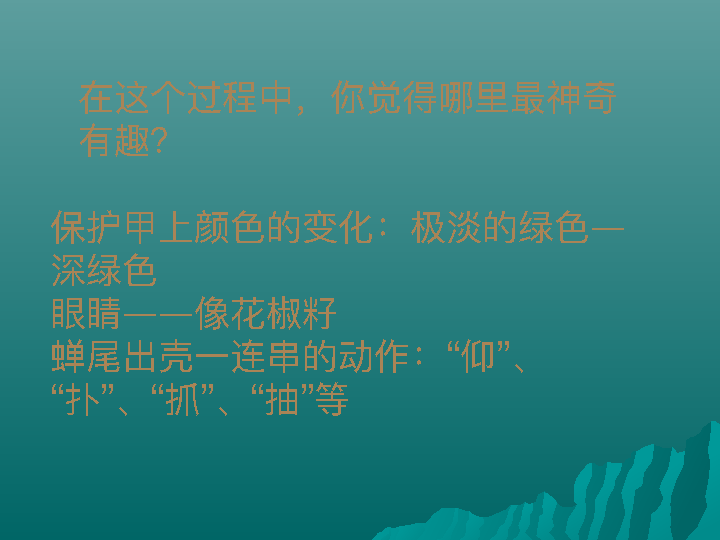 在这个过程中，你觉得哪里最神奇
有趣？
保护甲上颜色的变化：极淡的绿色—
深绿色
眼睛——像花椒籽
蝉尾出壳一连串的动作：“仰”、
“扑”、“抓”、“抽”等